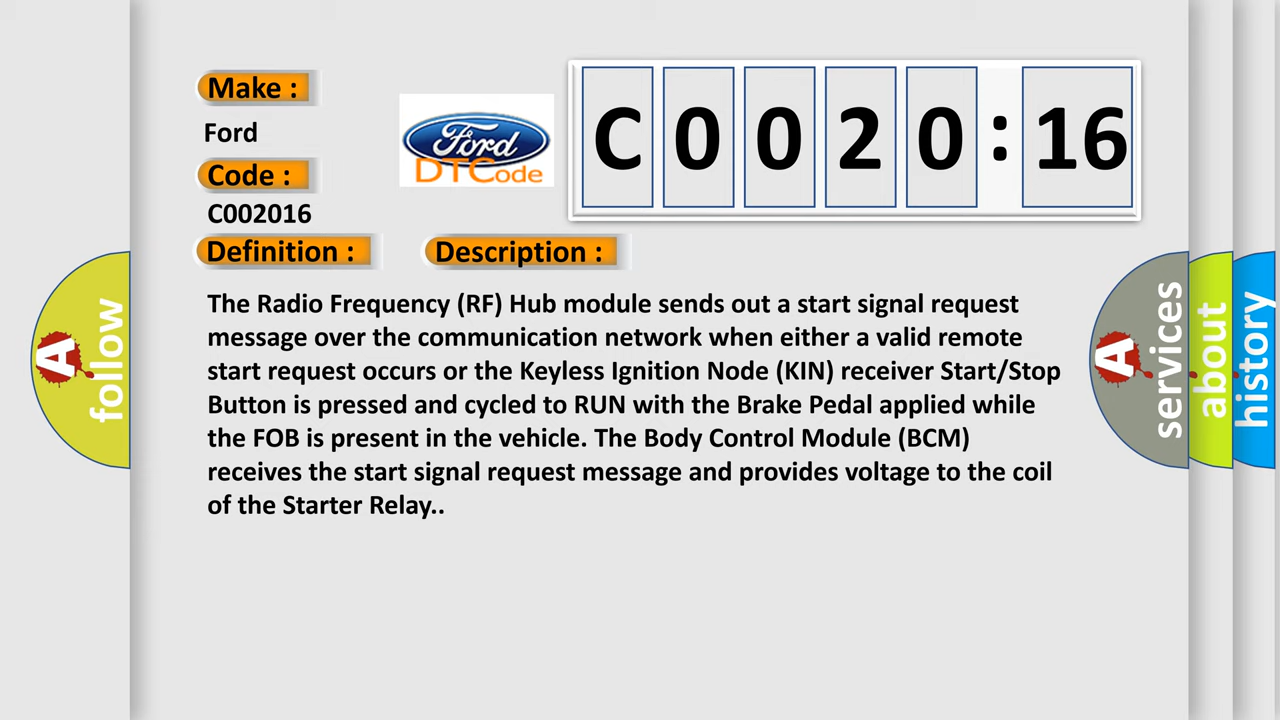 Make :
Ford
Code :
C002016
Ford
DTCode
C0020:16
Definition :
Description :
The Radio Frequency (RF) Hub module sends out a start signal request
message over the communication network when either a valid remote
start request occurs or the Keyless Ignition Node (KIN) receiver Start/Stop
Button is pressed and cycled to RUN with the Brake Pedal applied while
the FOB is present in the vehicle. The Body Control Module (BCM)
receives the start signal request message and provides voltage to the coil
of the Starter Relay..
A
follow
A
services
about
history